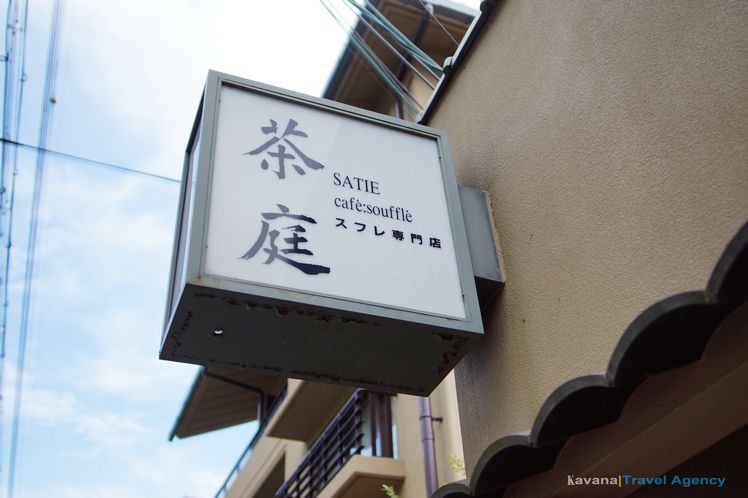 茶庭
SATIE
café:soufflé
スフレ専門店
kavana|Travel Agency